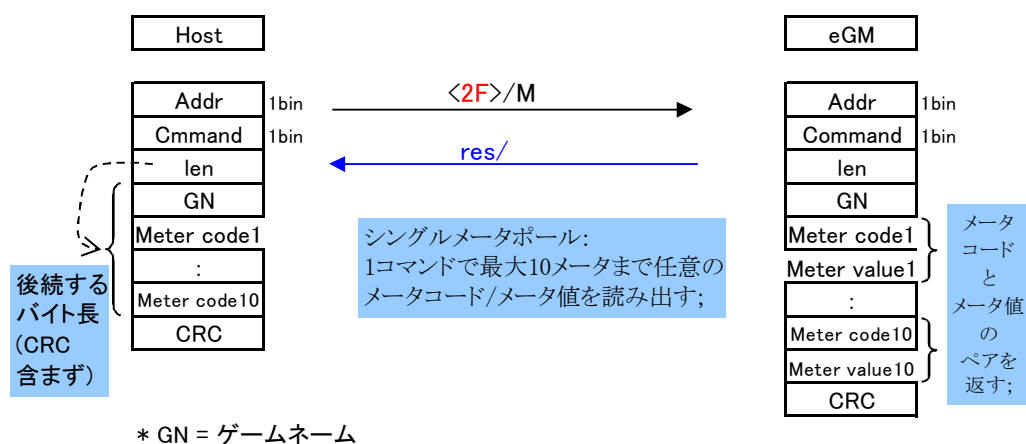 Host
eGM
Addr
1bin
<2F>/M
Addr
1bin
Cmmand
1bin
Command
1bin
len
res/
len
GN
GN
Meter code1
シングルメータポール:
1コマンドで最大10メータまで任意の
メータコード/メータ値を読み出す;
Meter code1
:
Meter value1
Meter code10
:
CRC
Meter code10
Meter value10
CRC
後続する
バイト長
(CRC
含まず)
メータ
コード
と
メータ値
の
ペアを
返す;
* GN = ゲームネーム